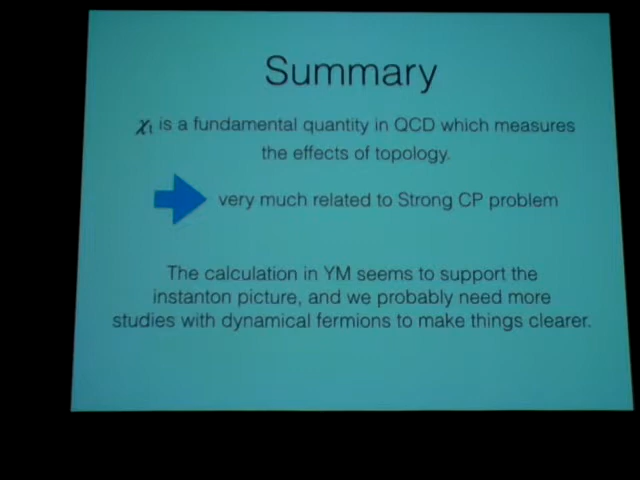 Summary
χt is a fundamental quantity in QCD which measures
the effects of topology.
very much related to Strong CP problem
The calculation in YM seems to support the
instanton picture, and we probably need more
studies with dynamical fermions to make things clearer.